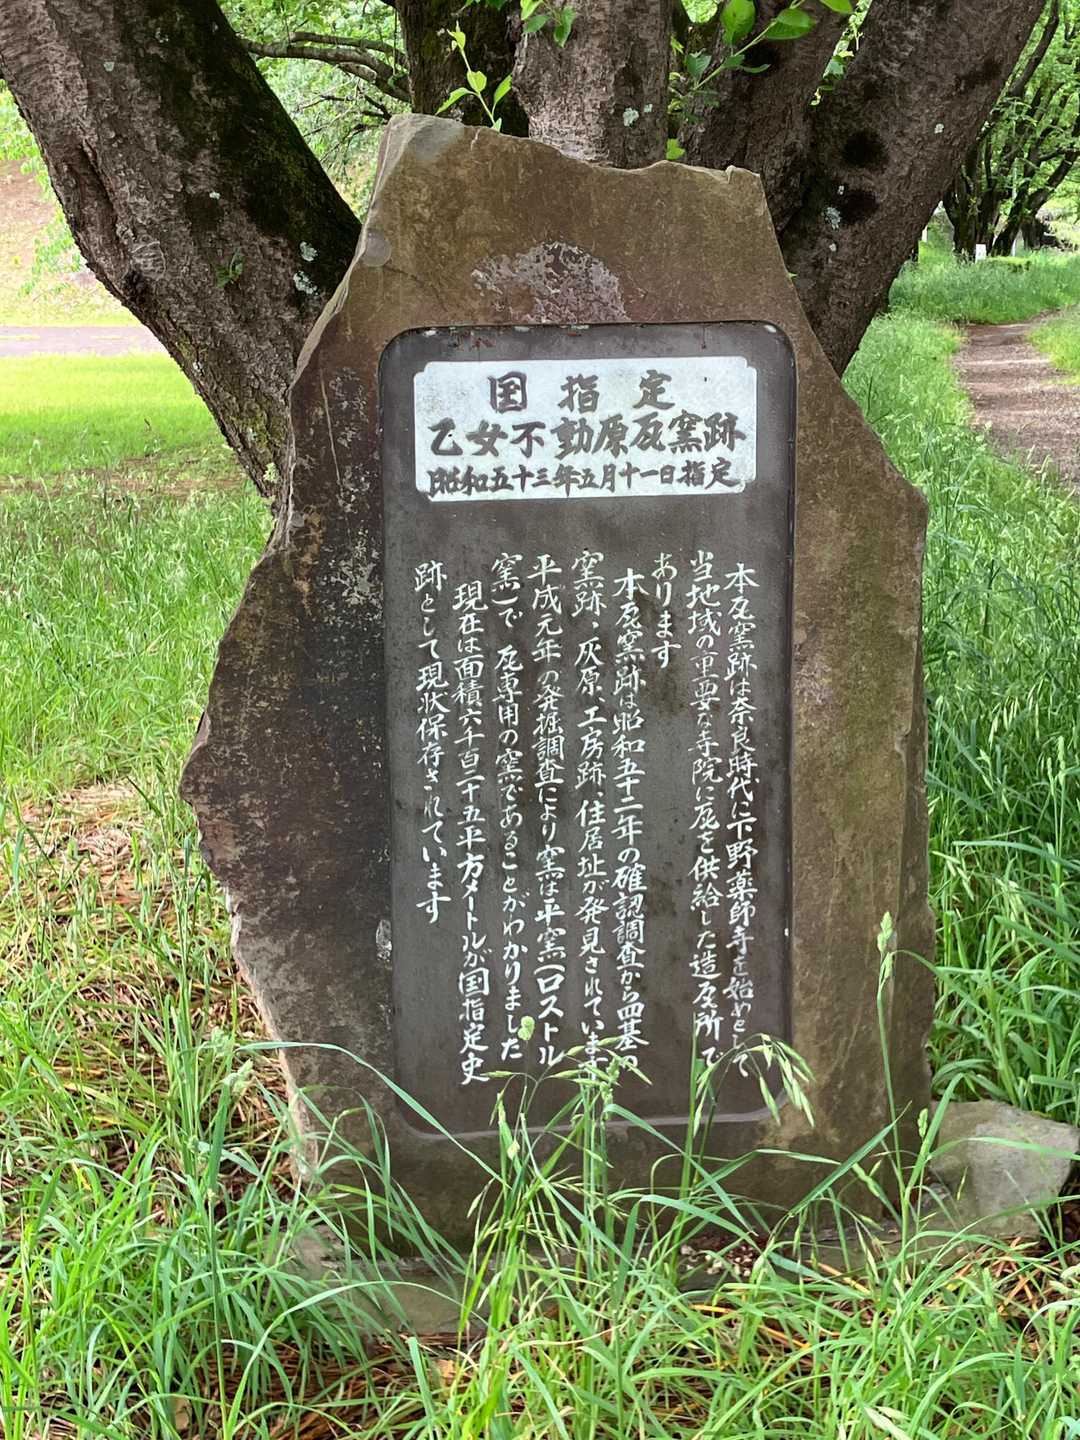 国指定
乙女不動原瓦窯跡
昭和五十三年五月十一日指定
本瓦窯跡は奈良時代に下野薬師寺を始めとして
当地域の重要な寺院に瓦を供給した造瓦所で
あります
本瓦窯跡は昭和五十二年の確認調査から四基の
窯跡、灰原、工房跡、住居址が発見されています
平成元年の発掘調査により窯は平窯(ロストル
窯)で瓦専用の窯であることがわかりました
現在は面積六千百二十五平方メートルが国指定史
跡として現状保存されています